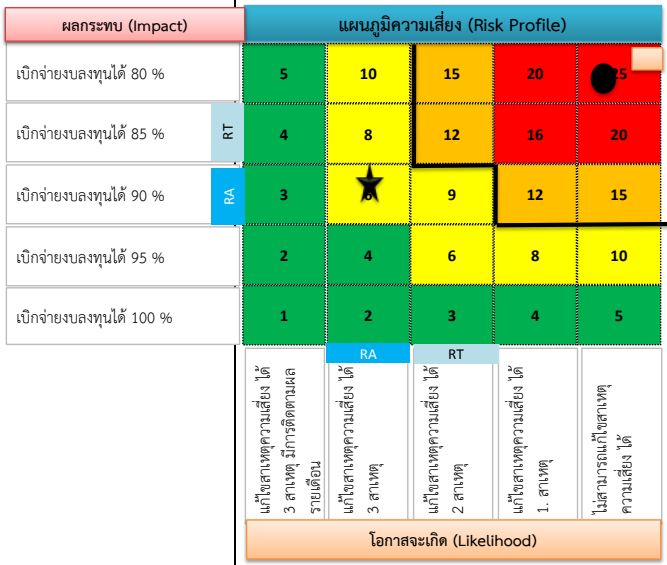 ผลกระทบ (Impact)
แผนภูมิความเสี่ยง (Risk Profile)
เบิกจ่ายงบลงทุนได้ 80 %
5 10 15 20 25
เบิกจ่ายงบลงทุนได้ 85 %
RT
4 8 12 16 20
เบิกจ่ายงบลงทุนได้ 90 %
RA
3 6 9 12 15
เบิกจ่ายงบลงทุนได้ 95 %
2 4 6 8 10
เบิกจ่ายงบลงทุนได้ 100 %
1 2 3 4 5
RA
RT
แก้ไขสาเหตุความเสี่ยง ได้
3 สาเหตุ มีการติดตามผล
รายเดือน
แก้ไขสาเหตุความเสี่ยง ได้
3 สาเหตุ
แก้ไขสาเหตุความเสี่ยง ได้
2 สาเหตุ
แก้ไขสาเหตุความเสี่ยง ได้
1. สาเหตุ
ไม่สามารถแก้ไขสาเหตุ
ความเสี่ยง ได้
โอกาสจะเกิด (Likelihood)